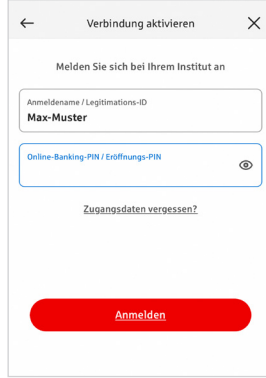 Verbindung aktivieren
Melden Sie sich bei Ihrem Institut an
Anmeldename / Legitimations-ID
Max-Muster
Online-Banking-PIN / Eröffnungs-PIN
Zugangsdaten vergessen?
Anmelden